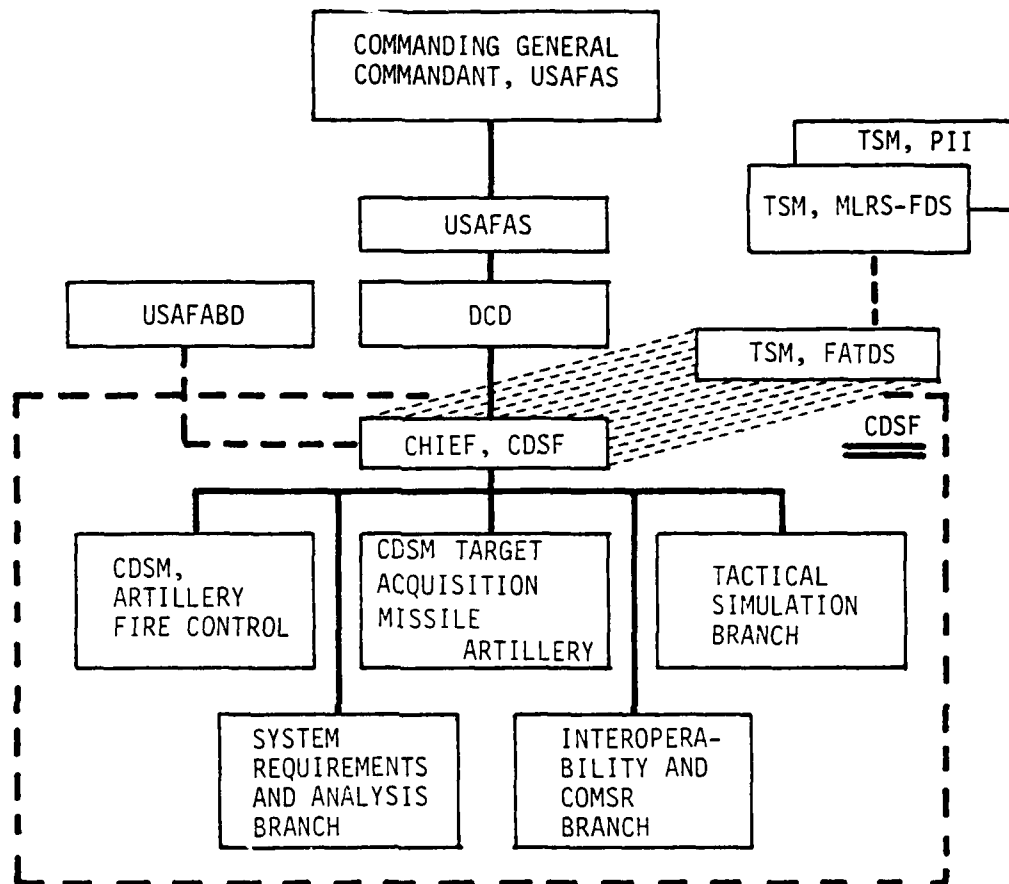 COMMANDING GENERAL
COMMANDANT, USAFAS
TSM, PII
TSM, MLRS-FDS
USAFAS
USAFABD
DCD
TSM, FATDS
CHIEF, CDSF
CDSF
CDSM,
ARTILLERY
FIRE CONTROL
CDSM TARGET
ACQUISITION
MISSILE
ARTILLERY
TACTICAL
SIMULATION
BRANCH
SYSTEM
REQUIREMENTS
AND ANALYSIS
BRANCH
INTEROPERA-
BILITY AND
COMSR
BRANCH